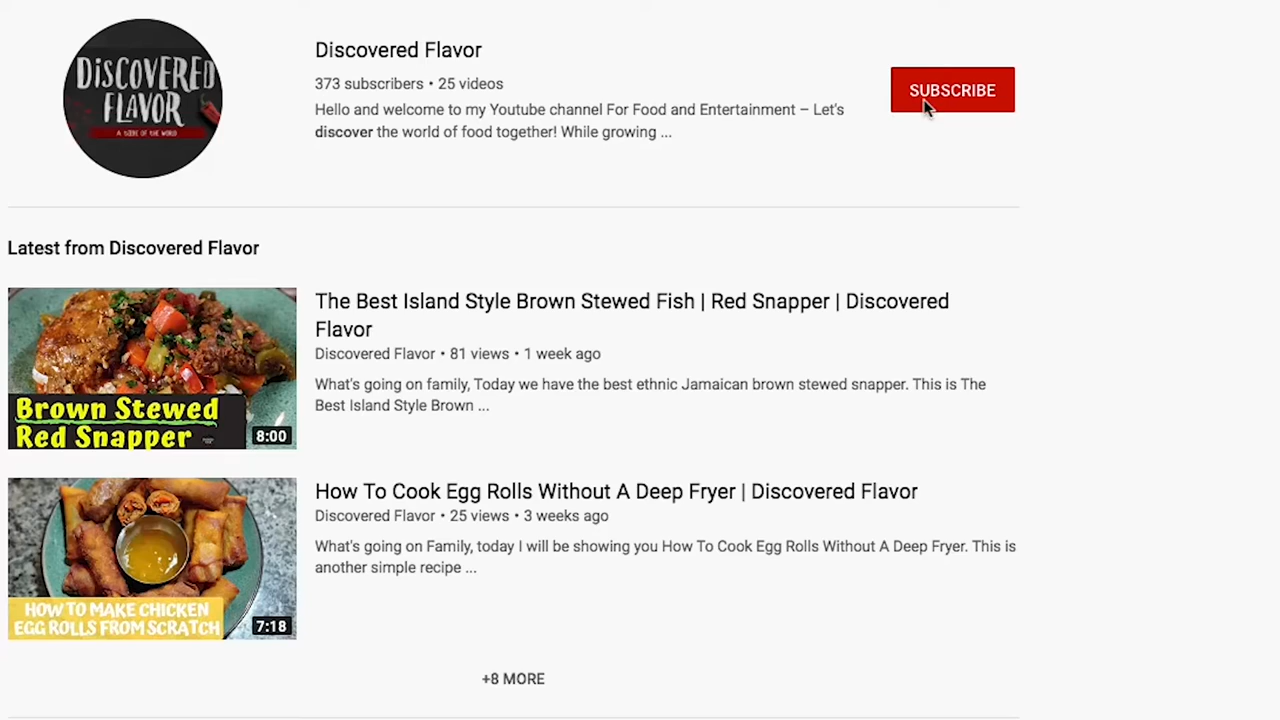 DISCOVERED
FLAVOR
A TASTE OF THE WORLD
Discovered Flavor
373 subscribers • 25 videos
Hello and welcome to my Youtube channel For Food and Entertainment – Let's
discover the world of food together! While growing ...
SUBSCRIBE
Latest from Discovered Flavor
Brown Stewed
Red Snapper
8:00
The Best Island Style Brown Stewed Fish | Red Snapper | Discovered
Flavor
Discovered Flavor • 81 views • 1 week ago
What's going on family, Today we have the best ethnic Jamaican brown stewed snapper. This is The
Best Island Style Brown ...
HOW TO MAKE CHICKEN
EGG ROLLS FROM SCRATCH
7:18
How To Cook Egg Rolls Without A Deep Fryer | Discovered Flavor
Discovered Flavor • 25 views • 3 weeks ago
What's going on Family, today I will be showing you How To Cook Egg Rolls Without A Deep Fryer. This is
another simple recipe ...
+8 MORE